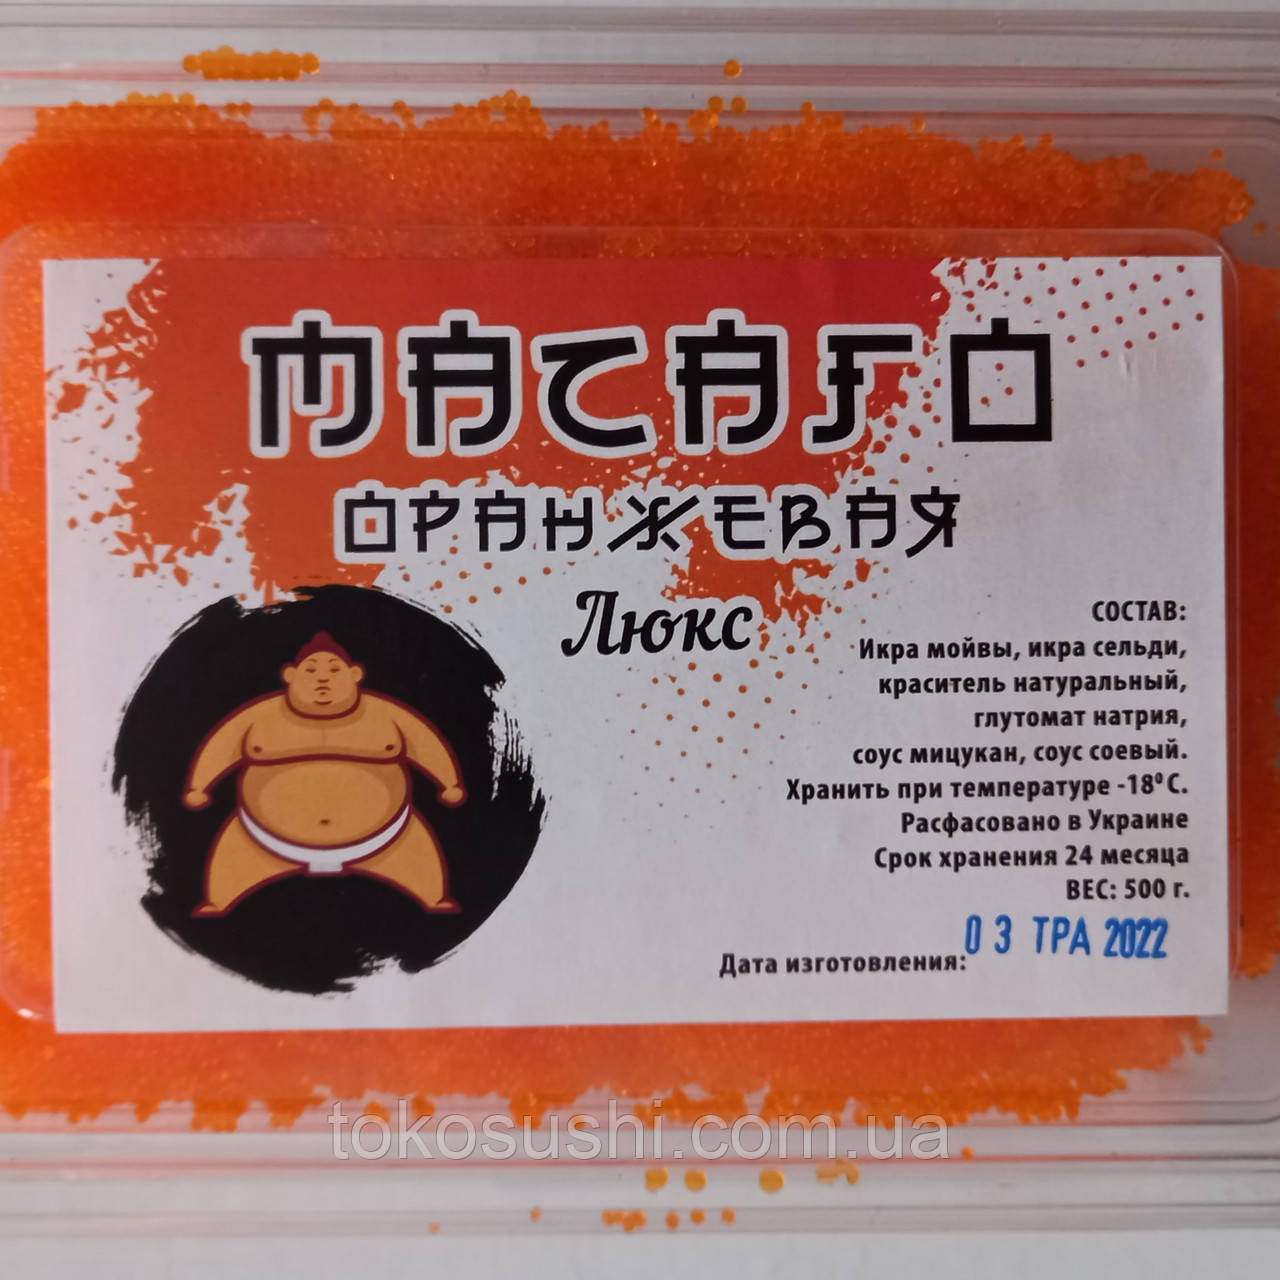 МАСАГО
ОРАНЖЕВАЯ
Люкс
СОСТАВ:
Икра мойвы, икра сельди,
краситель натуральный,
глутомат натрия,
соус мицукан, соус соевый.
Хранить при температуре -18⁰ С.
Расфасовано в Украине
Срок хранения 24 месяца
ВЕС: 500 г.
Дата изготовления: 03 ТРА 2022
tokosushi.com.ua